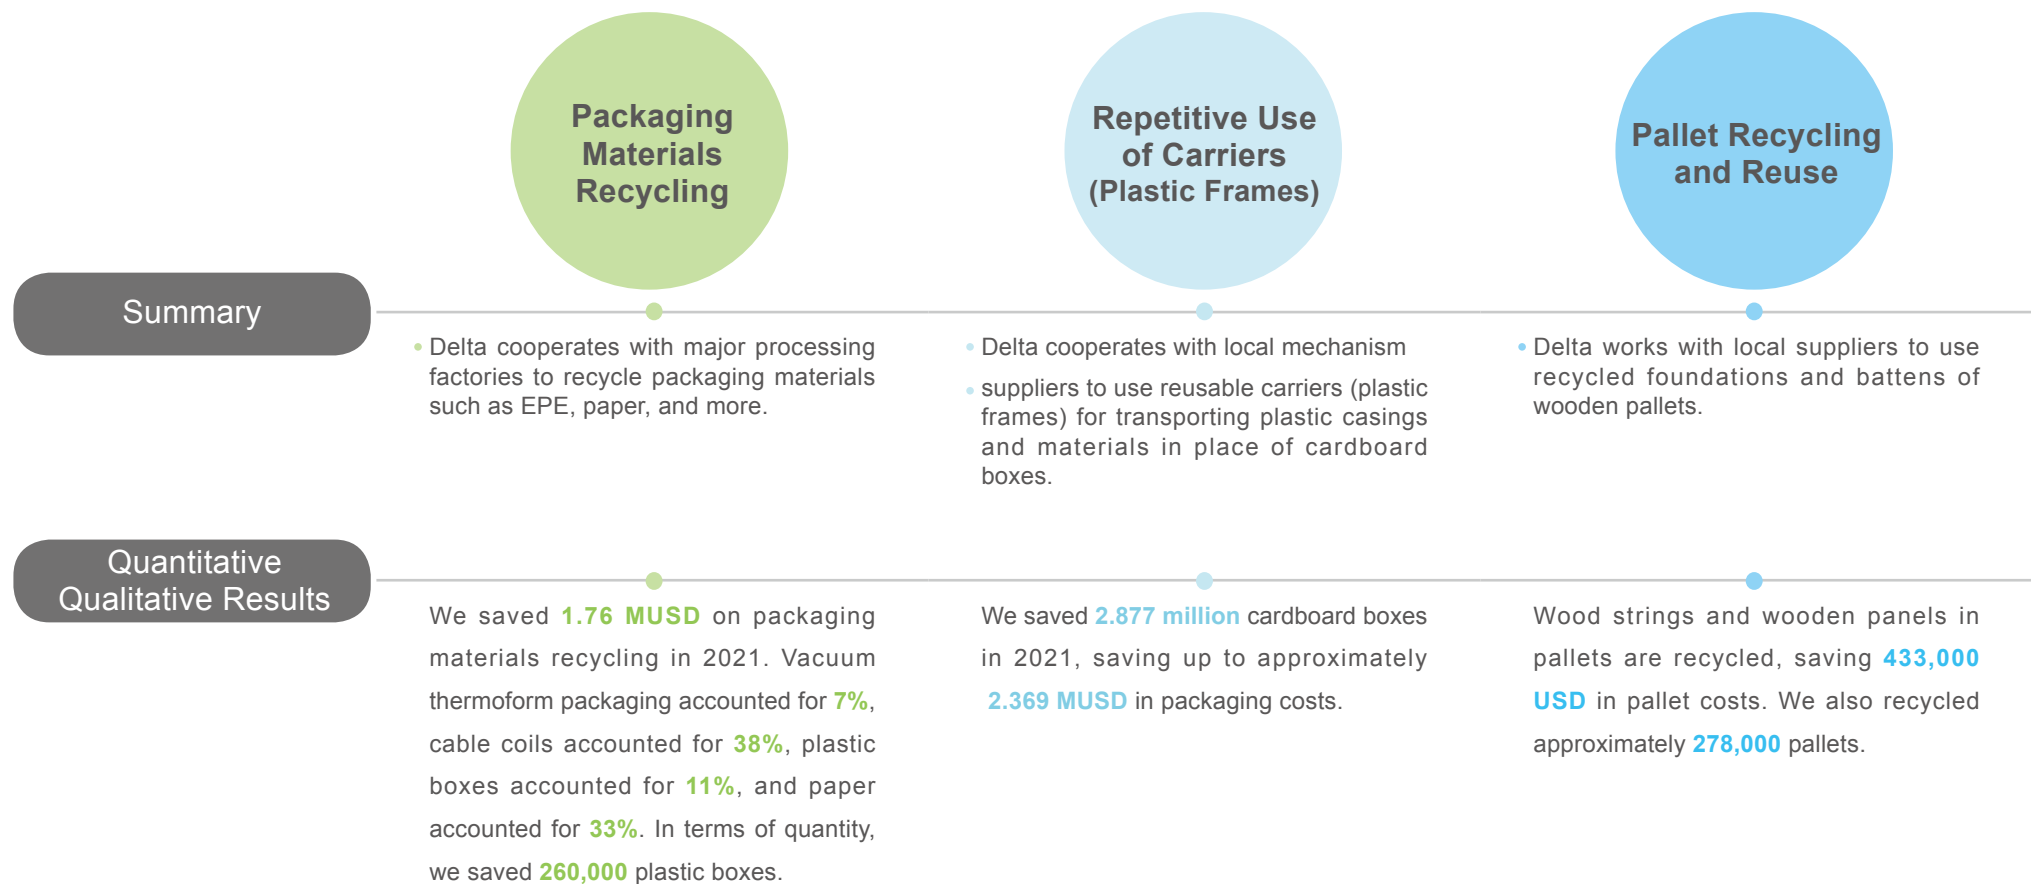 Packaging
Materials
Recycling
Repetitive Use
of Carriers
(Plastic Frames)
Pallet Recycling
and Reuse
Summary
• Delta cooperates with major processing
factories to recycle packaging materials
such as EPE, paper, and more.
• Delta cooperates with local mechanism
• suppliers to use reusable carriers (plastic
frames) for transporting plastic casings
and materials in place of cardboard
boxes.
• Delta works with local suppliers to use
recycled foundations and battens of
wooden pallets.
Quantitative
Qualitative Results
We saved 1.76 MUSD on packaging
materials recycling in 2021. Vacuum
thermoform packaging accounted for 7%,
cable coils accounted for 38%, plastic
boxes accounted for 11%, and paper
accounted for 33%. In terms of quantity,
we saved 260,000 plastic boxes.
We saved 2.877 million cardboard boxes
in 2021, saving up to approximately
2.369 MUSD in packaging costs.
Wood strings and wooden panels in
pallets are recycled, saving 433,000
USD in pallet costs. We also recycled
approximately 278,000 pallets.